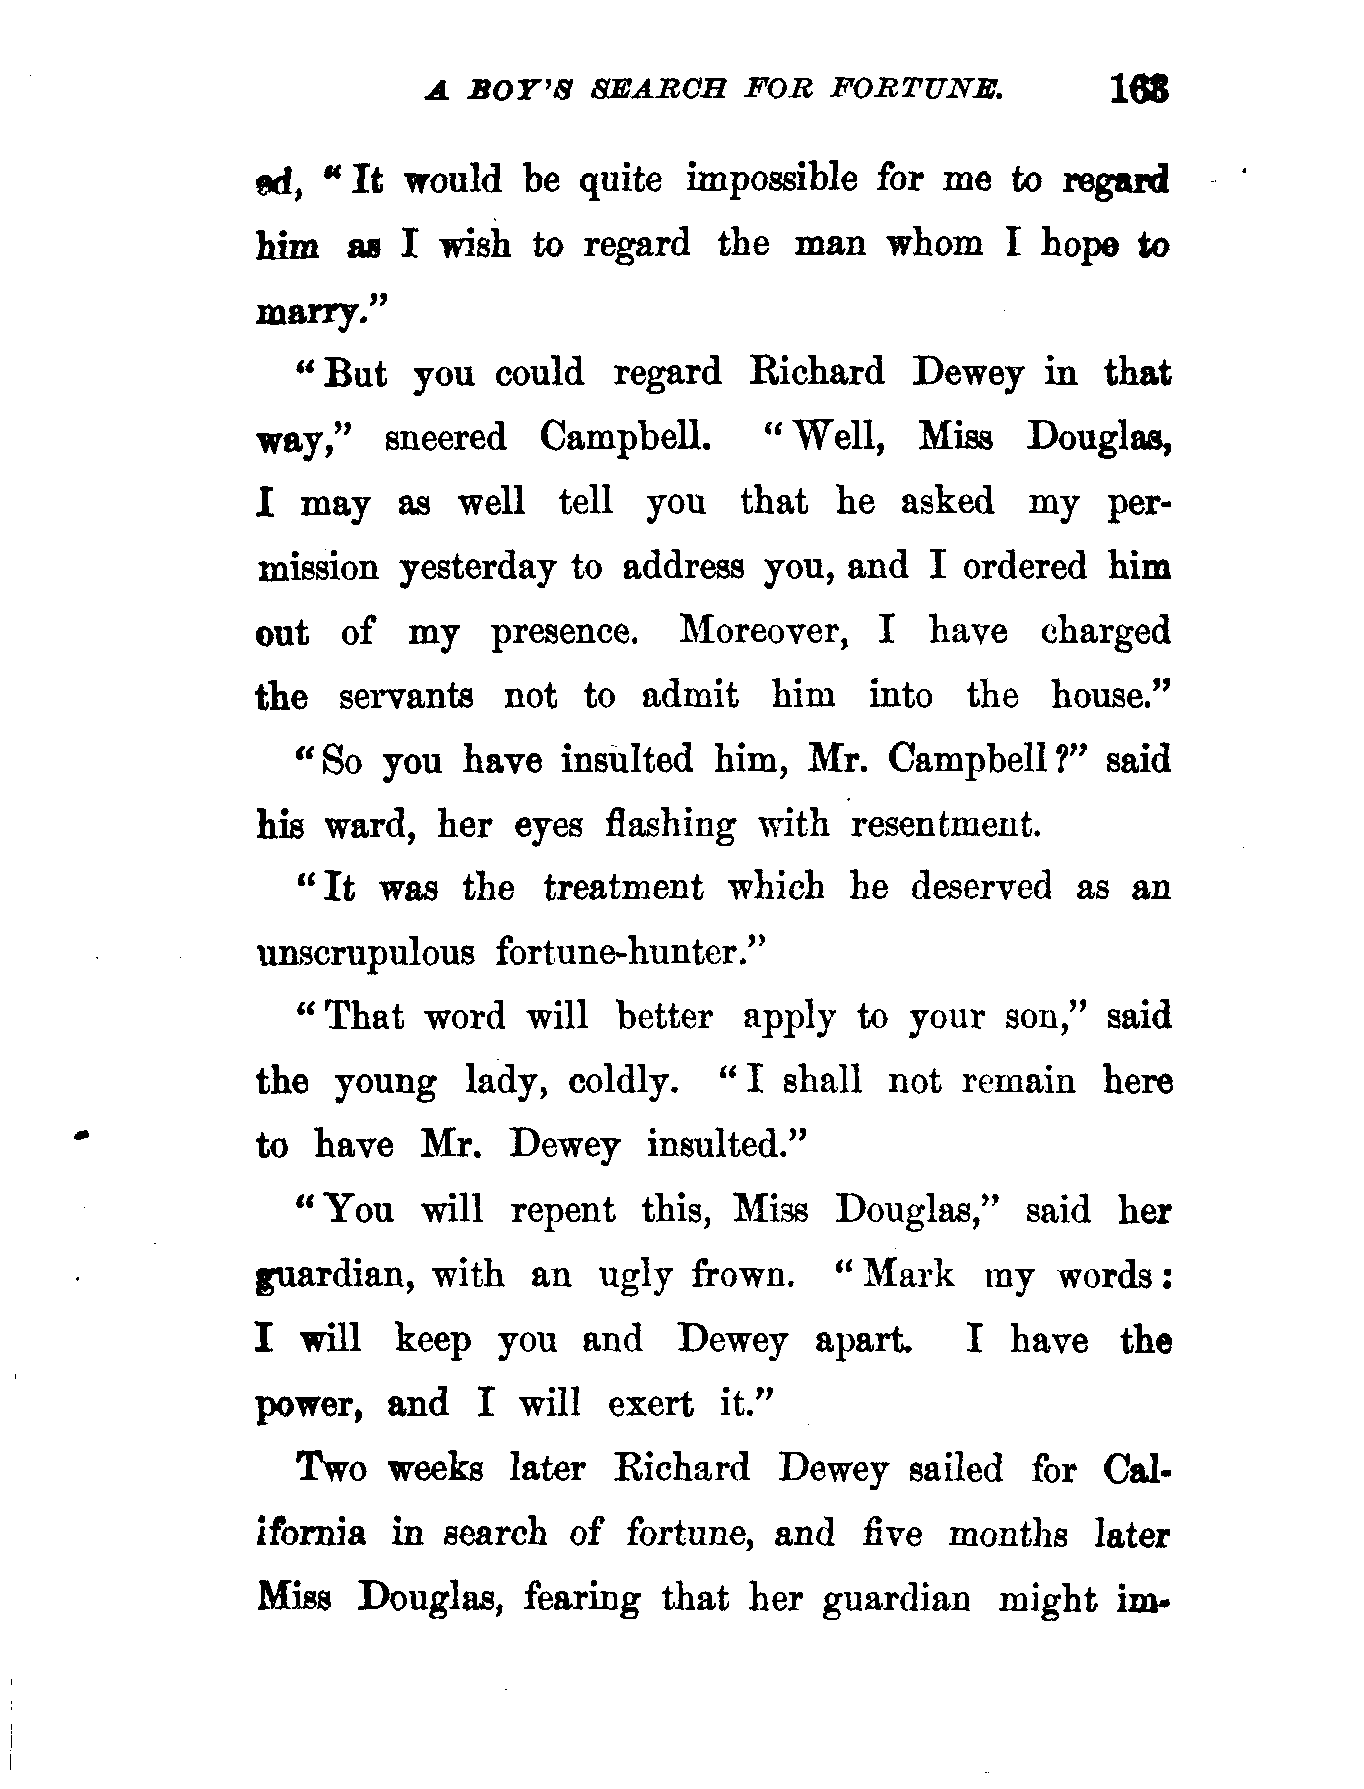 A BOY'S SEARCH FOR FORTUNE. 163
ed, “It would be quite impossible for me to regard
him as I wish to regard the man whom I hope to
marry.”
“But you could regard Richard Dewey in that
way,” sneered Campbell. “Well, Miss Douglas,
I may as well tell you that he asked my per-
mission yesterday to address you, and I ordered him
out of my presence. Moreover, I have charged
the servants not to admit him into the house.”
“So you have insulted him, Mr. Campbell?” said
his ward, her eyes flashing with resentment.
“It was the treatment which he deserved as an
unscrupulous fortune-hunter.”
“That word will better apply to your son,” said
the young lady, coldly. “I shall not remain here
to have Mr. Dewey insulted.”
“You will repent this, Miss Douglas,” said her
guardian, with an ugly frown. “Mark my words:
I will keep you and Dewey apart. I have the
power, and I will exert it.”
Two weeks later Richard Dewey sailed for Cal-
ifornia in search of fortune, and five months later
Miss Douglas, fearing that her guardian might im-